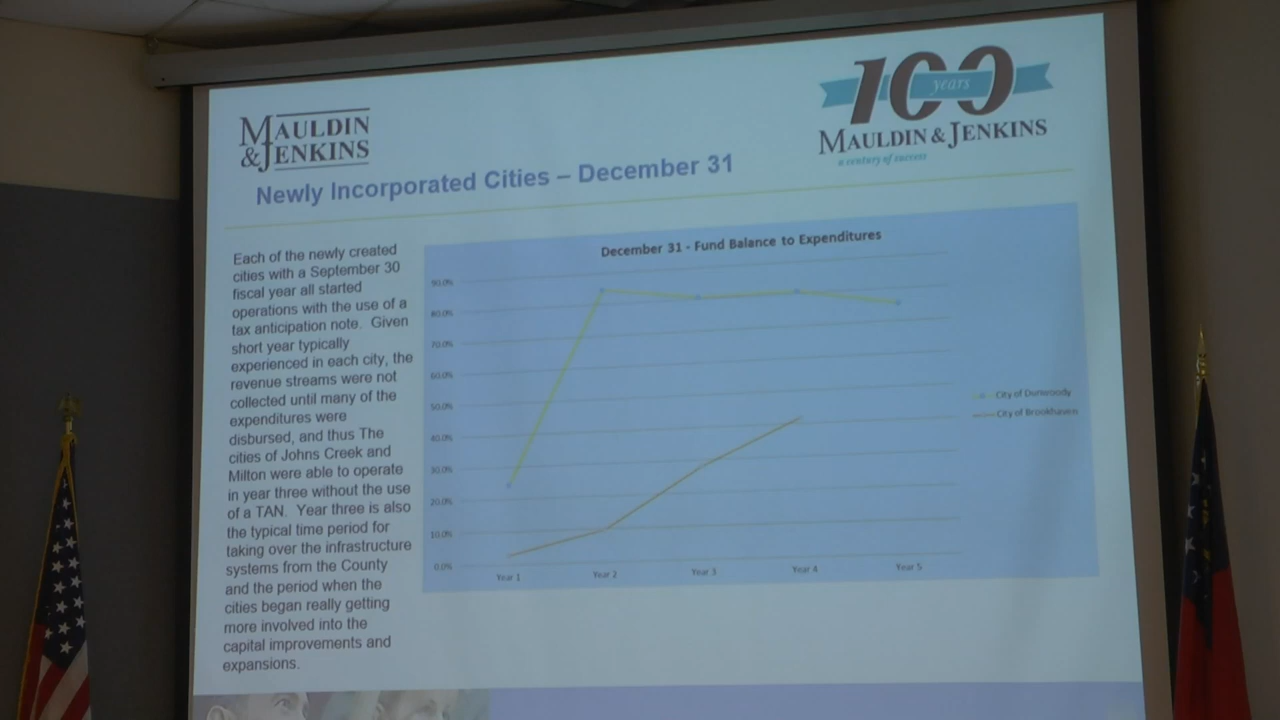 MAULDIN
& JENKINS
100
years
MAULDIN & JENKINS
a century of success
Newly Incorporated Cities – December 31
Each of the newly created
cities with a September 30
fiscal year all started
operations with the use of a
tax anticipation note. Given
short year typically
experienced in each city, the
revenue streams were not
collected until many of the
expenditures were
disbursed, and thus The
cities of Johns Creek and
Milton were able to operate
in year three without the use
of a TAN. Year three is also
the typical time period for
taking over the infrastructure
systems from the County
and the period when the
cities began really getting
more involved into the
capital improvements and
expansions.
December 31 - Fund Balance to Expenditures
90.0%
80.0%
70.0%
60.0%
50.0%
40.0%
30.0%
20.0%
10.0%
0.0%
Year 1
Year 2
Year 3
Year 4
Year 5
City of Dunwoody
City of Brookhaven